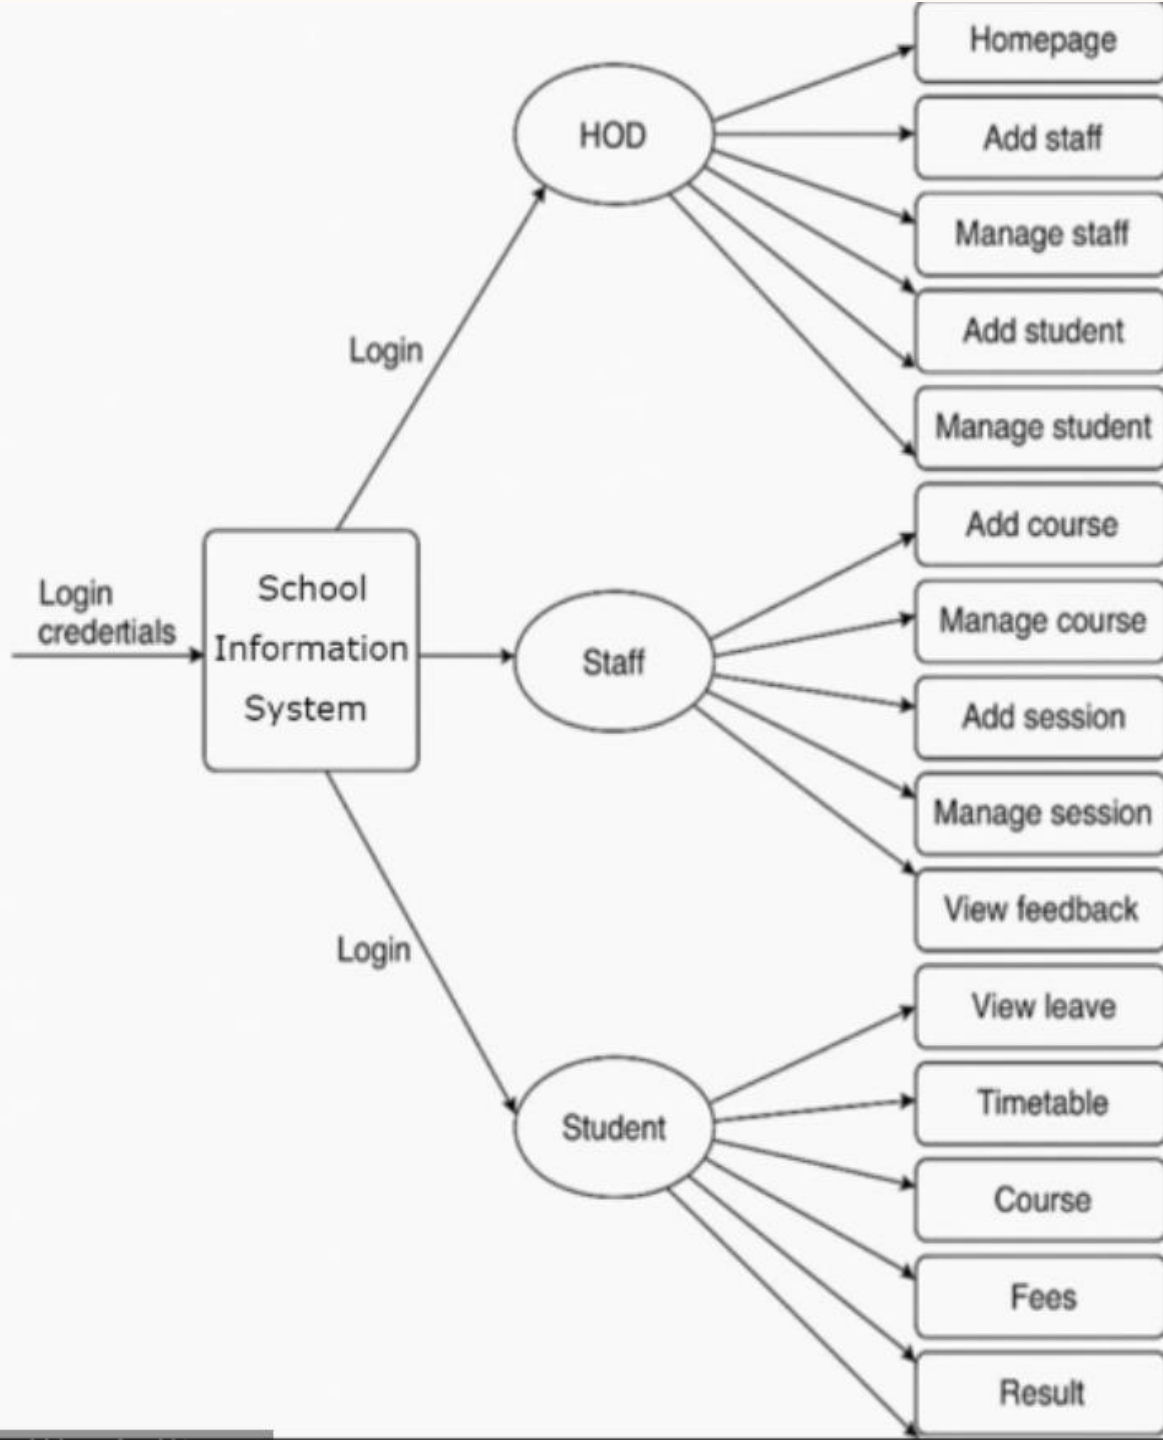 Homepage
HOD
Add staff
Manage staff
Add student
Login
Manage student
Add course
Login
credertials
School
Information
System
Manage course
Staff
Add session
Manage session
View feedback
Login
View leave
Timetable
Student
Course
Fees
Result